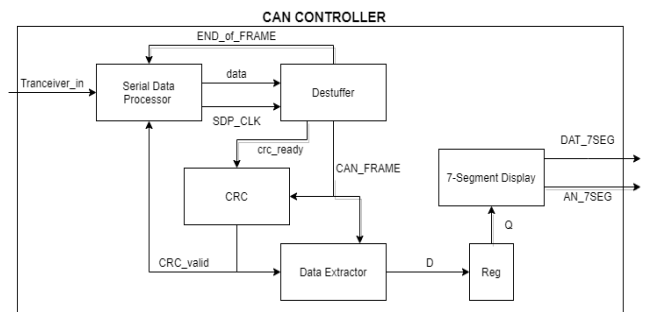 CAN CONTROLLER
END_of_FRAME
Tranceiver_in
Serial Data
Processor
data
SDP_CLK
Destuffer
crc_ready
CAN_FRAME
DAT_7SEG
7-Segment Display
AN_7SEG
CRC
Q
CRC_valid
Data Extractor
D
Reg